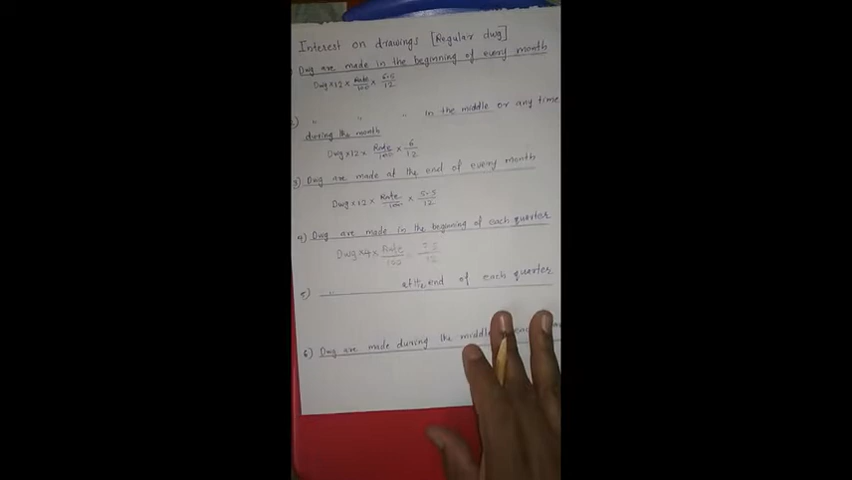 Interest on drawings [Regular dwg]
Dwg are made in the beginning of every month
Dwg × 12 × Rate/100 × 6.5/12
2) " " " In the middle or any time
during the month
Dwg × 12 × Rate/100 × 6/12
3) Dwg are made at the end of every month
Dwg × 12 × Rate/100 × 5.5/12
4) Dwg are made in the beginning of each quarter
Dwg × 4 × Rate/100 × 7.5/12
5) " at the end of each quarter
6) Dwg are made during the middle